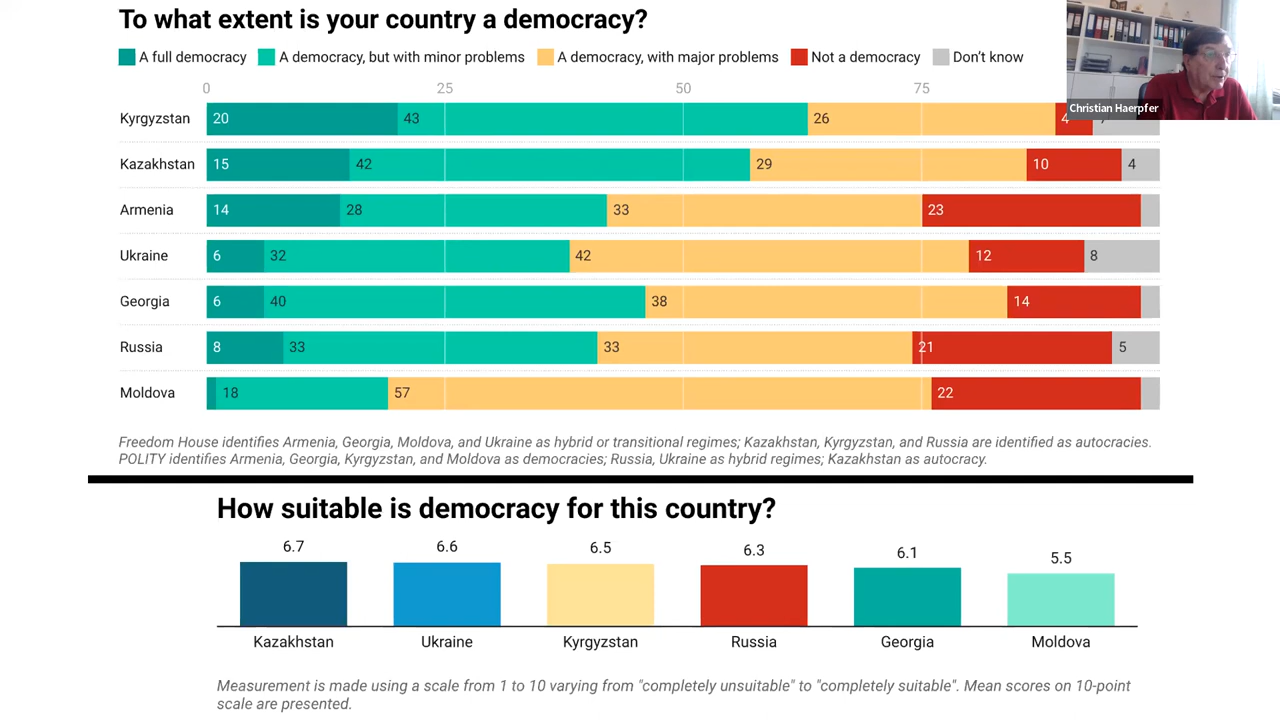 To what extent is your country a democracy?
A full democracy A democracy, but with minor problems A democracy, with major problems Not a democracy Don't know
Christian Haerpfer
0 25 50 75
Kyrgyzstan 20 43 26 4
Kazakhstan 15 42 29 10 4
Armenia 14 28 33 23
Ukraine 6 32 42 12 8
Georgia 6 40 38 14
Russia 8 33 33 21 5
Moldova 18 57 22
Freedom House identifies Armenia, Georgia, Moldova, and Ukraine as hybrid or transitional regimes; Kazakhstan, Kyrgyzstan, and Russia are identified as autocracies.
POLITY identifies Armenia, Georgia, Kyrgyzstan, and Moldova as democracies; Russia, Ukraine as hybrid regimes; Kazakhstan as autocracy.
How suitable is democracy for this country?
6.7 6.6 6.5 6.3 6.1 5.5
Kazakhstan Ukraine Kyrgyzstan Russia Georgia Moldova
Measurement is made using a scale from 1 to 10 varying from "completely unsuitable" to "completely suitable". Mean scores on 10-point
scale are presented.